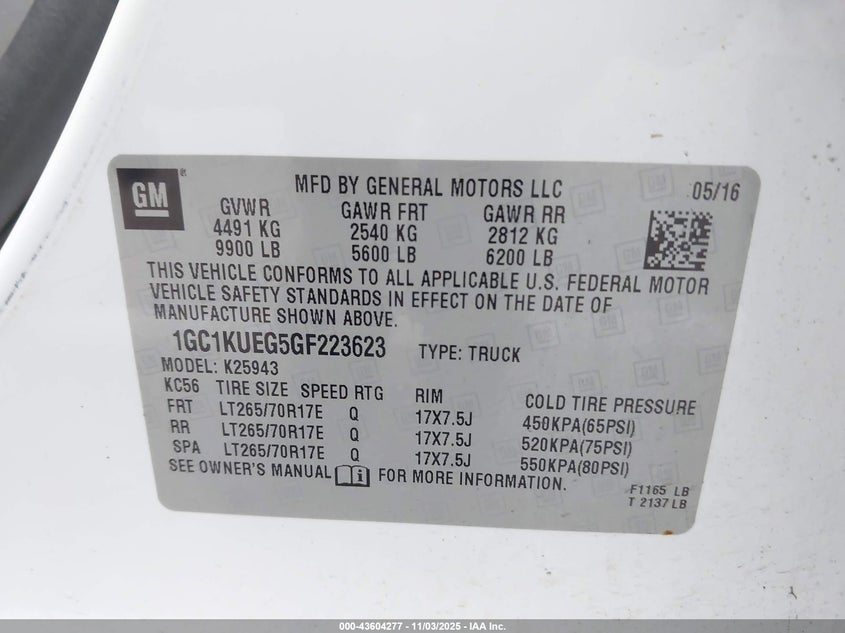 GM
®
MFD BY GENERAL MOTORS LLC 05/16
GVWR GAWR FRT GAWR RR
4491 KG 2540 KG 2812 KG
9900 LB 5600 LB 6200 LB
THIS VEHICLE CONFORMS TO ALL APPLICABLE U.S. FEDERAL MOTOR
VEHICLE SAFETY STANDARDS IN EFFECT ON THE DATE OF
MANUFACTURE SHOWN ABOVE.
1GC1KUEG5GF223623 TYPE: TRUCK
MODEL: K25943
KC56 TIRE SIZE SPEED RTG RIM COLD TIRE PRESSURE
FRT LT265/70R17E Q 17X7.5J 450KPA(65PSI)
RR LT265/70R17E Q 17X7.5J 520KPA(75PSI)
SPA LT265/70R17E Q 17X7.5J 550KPA(80PSI)
SEE OWNER'S MANUAL FOR MORE INFORMATION.
F1165 LB
T 2137 LB
000-43604277 - 11/03/2025 - IAA Inc.